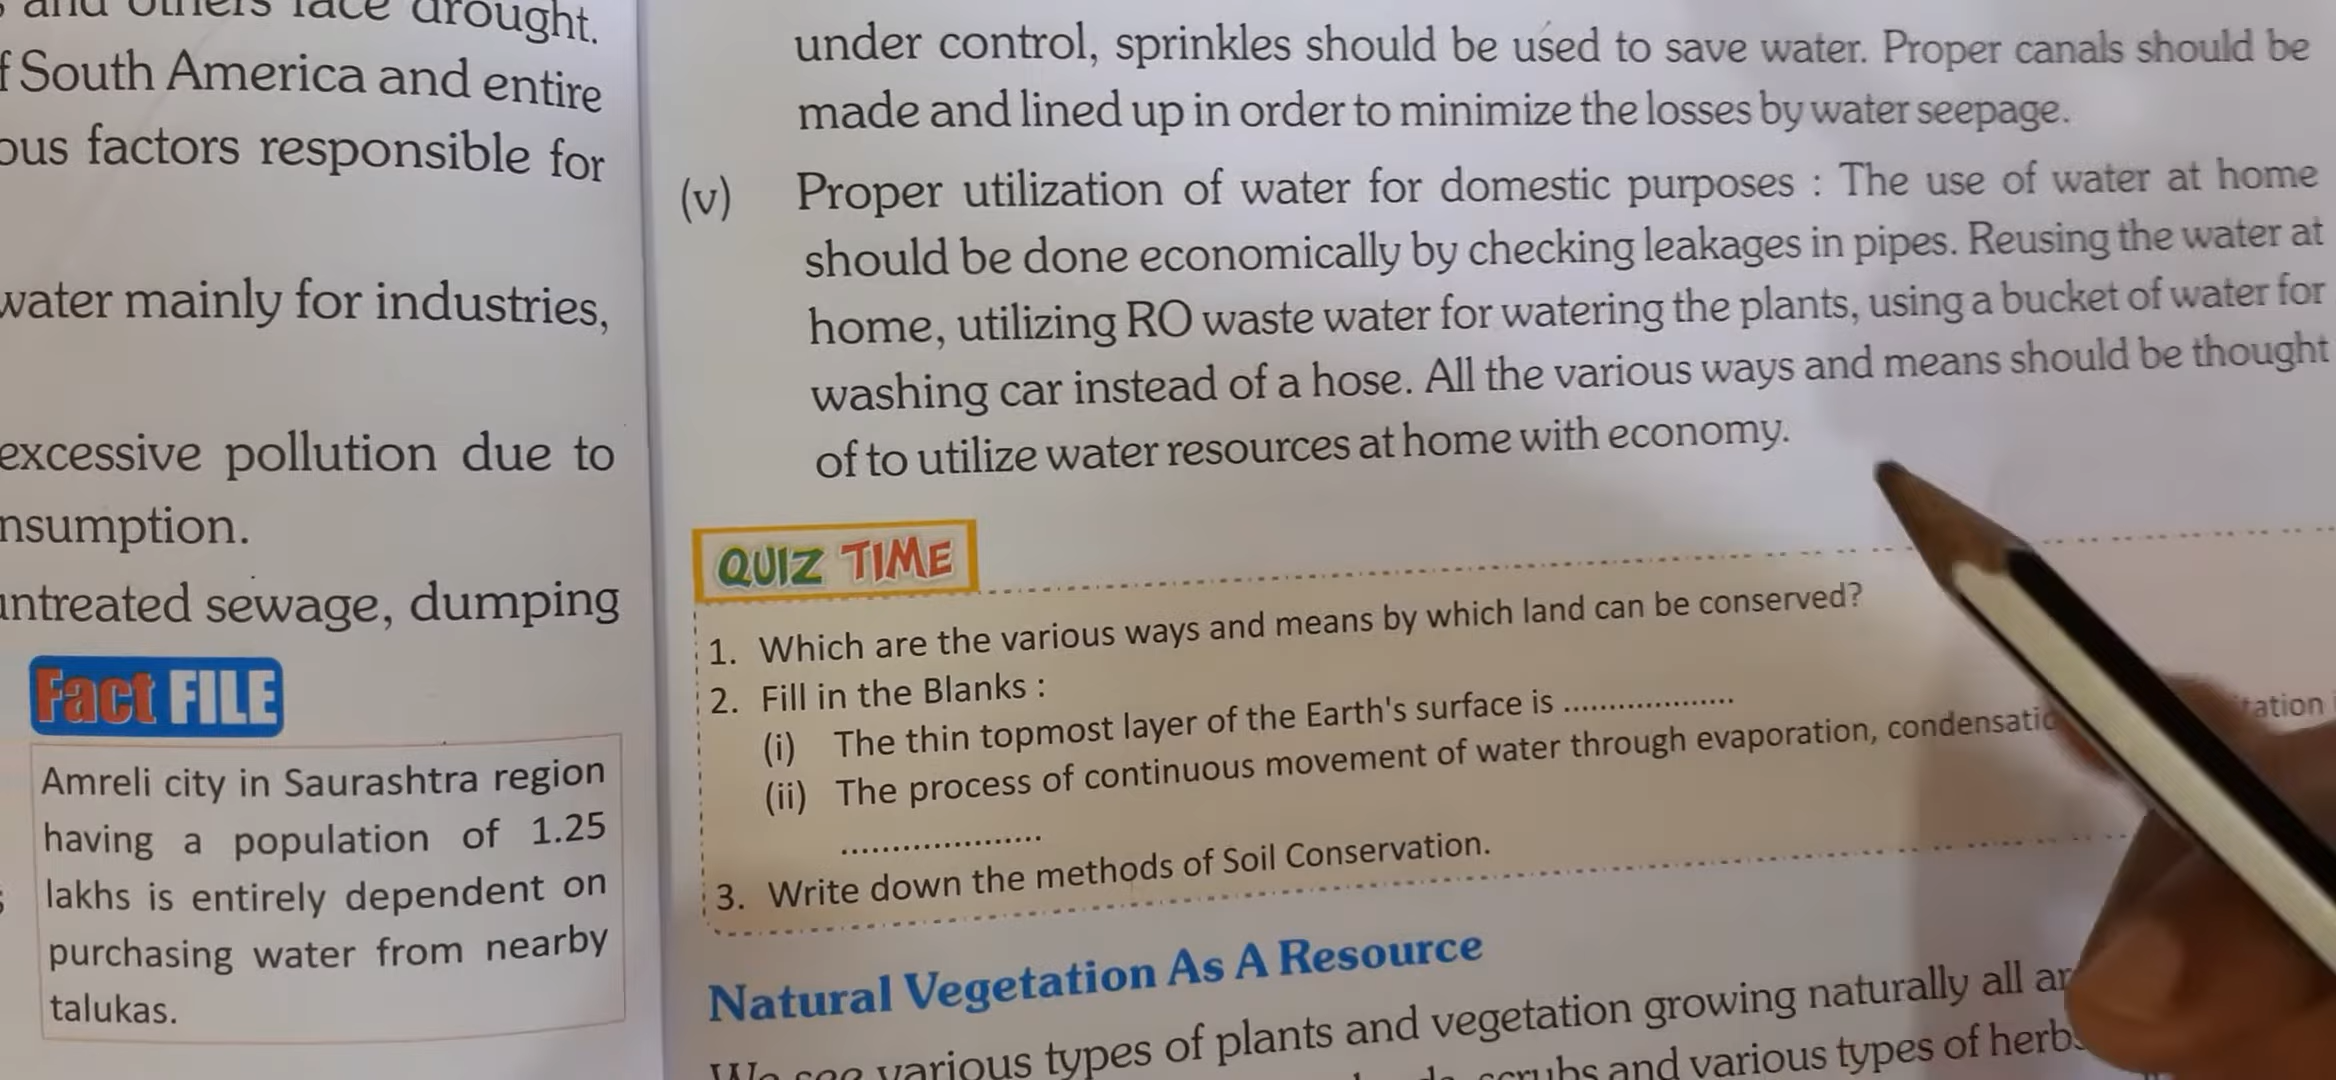 and others face drought.
South America and entire
ous factors responsible for
water mainly for industries,
excessive pollution due to
nsumption.
untreated sewage, dumping
Fact FILE
Amreli city in Saurashtra region
having a population of 1.25
lakhs is entirely dependent on
purchasing water from nearby
talukas.
under control, sprinkles should be used to save water. Proper canals should be
made and lined up in order to minimize the losses by water seepage.
(v) Proper utilization of water for domestic purposes : The use of water at home
should be done economically by checking leakages in pipes. Reusing the water at
home, utilizing RO waste water for watering the plants, using a bucket of water for
washing car instead of a hose. All the various ways and means should be thought
of to utilize water resources at home with economy.
QUIZ TIME
1. Which are the various ways and means by which land can be conserved?
2. Fill in the Blanks :
(i) The thin topmost layer of the Earth's surface is ...................
(ii) The process of continuous movement of water through evaporation, condensatio tation
....................
3. Write down the methods of Soil Conservation.
Natural Vegetation As A Resource
We see various types of plants and vegetation growing naturally all ar
scrubs and various types of herbs